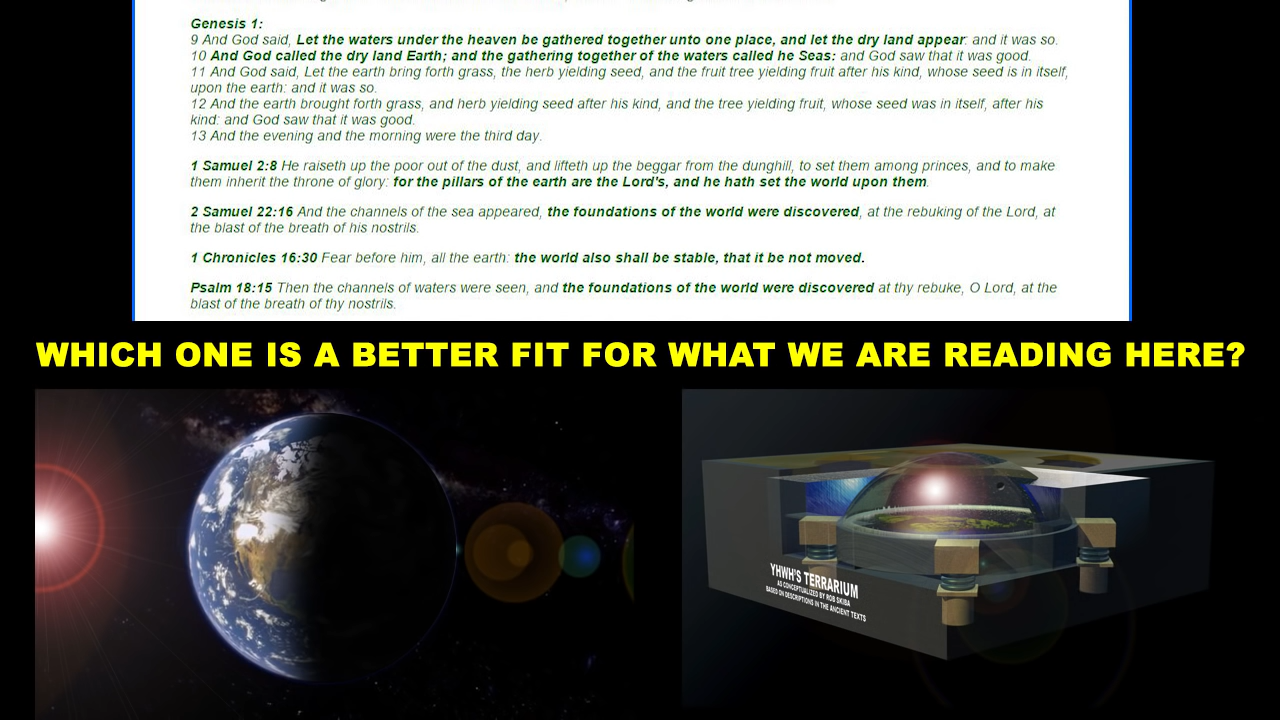 Genesis 1:
9 And God said, Let the waters under the heaven be gathered together unto one place, and let the dry land appear: and it was so.
10 And God called the dry land Earth; and the gathering together of the waters called he Seas: and God saw that it was good.
11 And God said, Let the earth bring forth grass, the herb yielding seed, and the fruit tree yielding fruit after his kind, whose seed is in itself,
upon the earth: and it was so.
12 And the earth brought forth grass, and herb yielding seed after his kind, and the tree yielding fruit, whose seed was in itself, after his
kind: and God saw that it was good.
13 And the evening and the morning were the third day.
1 Samuel 2:8 He raiseth up the poor out of the dust, and lifteth up the beggar from the dunghill, to set them among princes, and to make
them inherit the throne of glory: for the pillars of the earth are the Lord's, and he hath set the world upon them.
2 Samuel 22:16 And the channels of the sea appeared, the foundations of the world were discovered, at the rebuking of the Lord, at
the blast of the breath of his nostrils.
1 Chronicles 16:30 Fear before him, all the earth: the world also shall be stable, that it be not moved.
Psalm 18:15 Then the channels of waters were seen, and the foundations of the world were discovered at thy rebuke, O Lord, at the
blast of the breath of thy nostrils.
WHICH ONE IS A BETTER FIT FOR WHAT WE ARE READING HERE?
YHWH'S TERRARIUM
AS CONCEPTUALIZED BY ROB SKIBA
BASED ON DESCRIPTIONS IN THE ANCIENT TEXTS